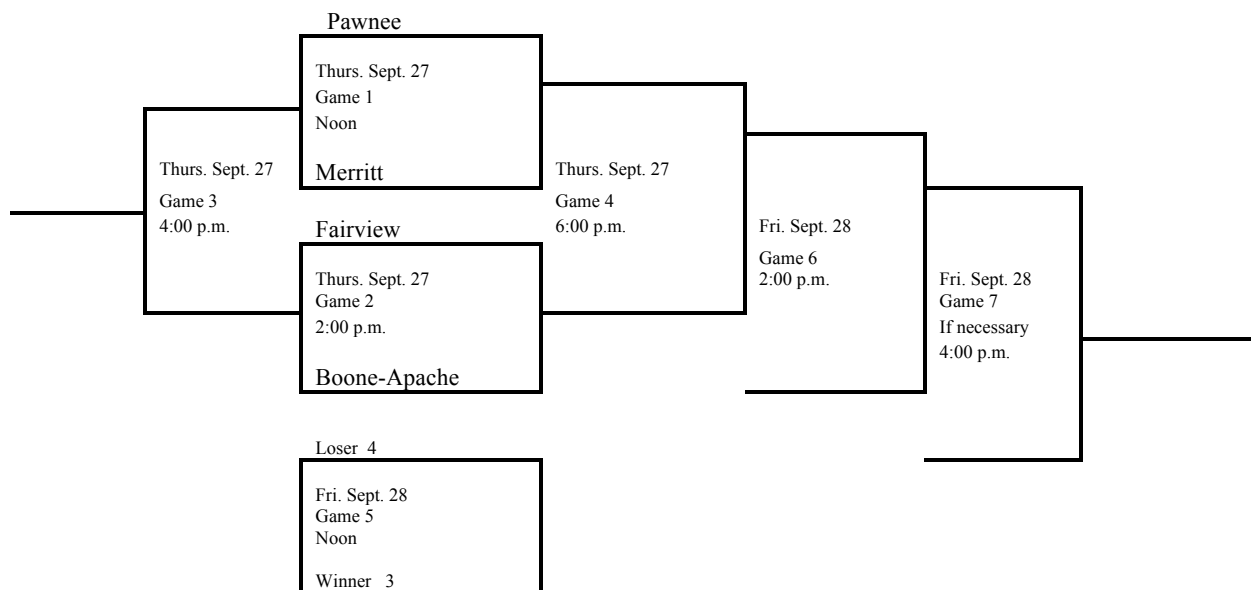 Pawnee
Thurs. Sept. 27
Game 1
Noon
Merritt
Thurs. Sept. 27
Game 3
4:00 p.m.
Thurs. Sept. 27
Game 4
6:00 p.m.
Fairview
Thurs. Sept. 27
Game 2
2:00 p.m.
Boone-Apache
Fri. Sept. 28
Game 6
2:00 p.m.
Fri. Sept. 28
Game 7
If necessary
4:00 p.m.
Loser 4
Fri. Sept. 28
Game 5
Noon
Winner 3